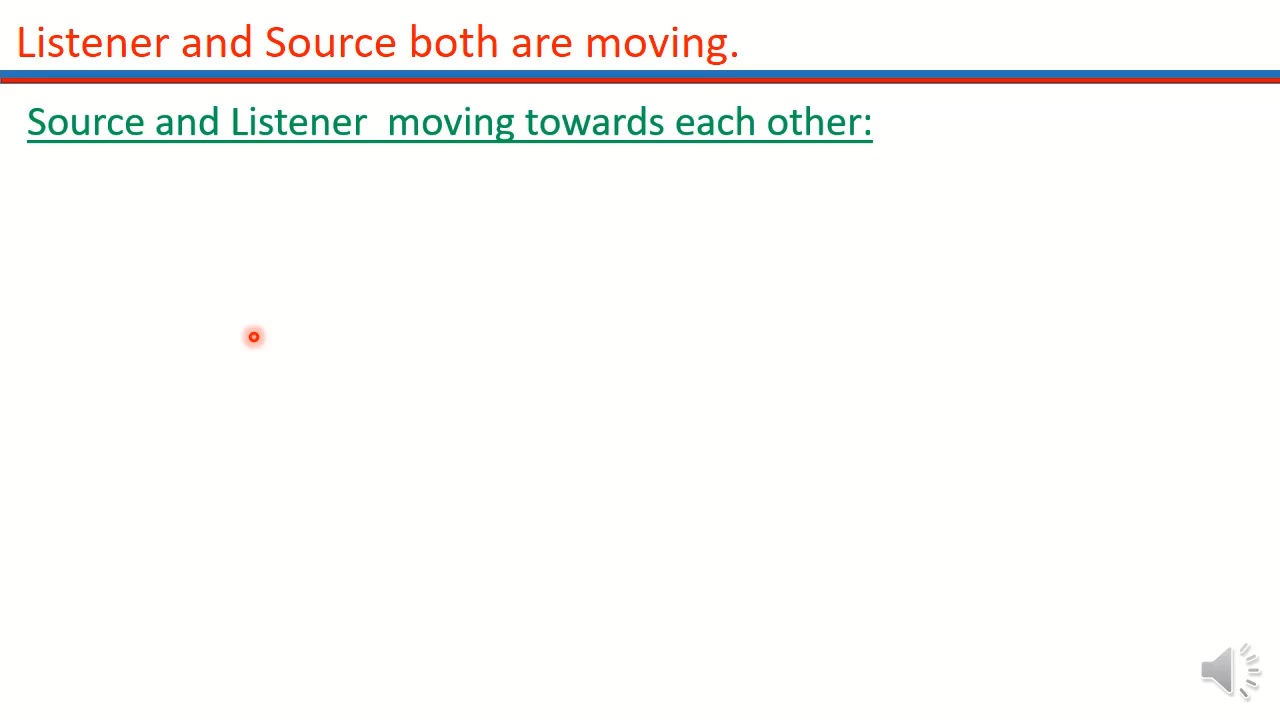 Listener and Source both are moving.
Source and Listener  moving towards each other: